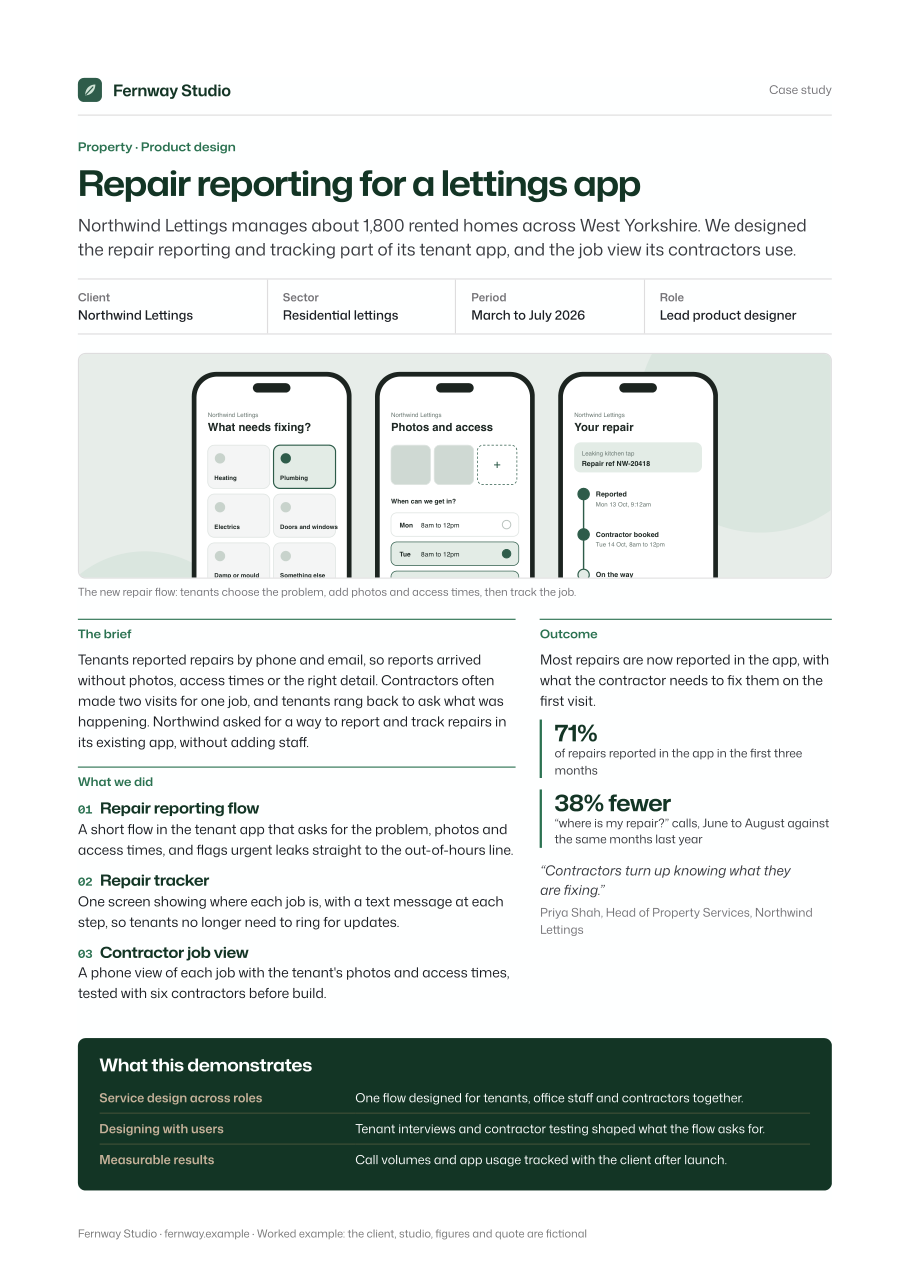 Fernway Studio
Case study
Property · Product design
Repair reporting for a lettings app
Northwind Lettings manages about 1,800 rented homes across West Yorkshire. We designed
the repair reporting and tracking part of its tenant app, and the job view its contractors use.
Client
Northwind Lettings
Sector
Residential lettings
Period
March to July 2026
Role
Lead product designer
Northwind Lettings
What needs fixing?
Heating
Plumbing
Electrics
Doors and windows
Damp or mould
Something else
Northwind Lettings
Photos and access
+
When can we get in?
Mon 8am to 12pm
Tue 8am to 12pm
Northwind Lettings
Your repair
Leaking kitchen tap
Repair ref NW-20418
Reported
Mon 13 Oct, 9:12am
Contractor booked
Tue 14 Oct, 8am to 12pm
On the way
The new repair flow: tenants choose the problem, add photos and access times, then track the job.
The brief
Tenants reported repairs by phone and email, so reports arrived
without photos, access times or the right detail. Contractors often
made two visits for one job, and tenants rang back to ask what was
happening. Northwind asked for a way to report and track repairs in
its existing app, without adding staff.
What we did
01 Repair reporting flow
A short flow in the tenant app that asks for the problem, photos and
access times, and flags urgent leaks straight to the out-of-hours line.
02 Repair tracker
One screen showing where each job is, with a text message at each
step, so tenants no longer need to ring for updates.
03 Contractor job view
A phone view of each job with the tenant's photos and access times,
tested with six contractors before build.
Outcome
Most repairs are now reported in the app, with
what the contractor needs to fix them on the
first visit.
71%
of repairs reported in the app in the first three
months
38% fewer
“where is my repair?” calls, June to August against
the same months last year
“Contractors turn up knowing what they
are fixing.”
Priya Shah, Head of Property Services, Northwind
Lettings
What this demonstrates
Service design across roles
One flow designed for tenants, office staff and contractors together.
Designing with users
Tenant interviews and contractor testing shaped what the flow asks for.
Measurable results
Call volumes and app usage tracked with the client after launch.
Fernway Studio · fernway.example · Worked example: the client, studio, figures and quote are fictional